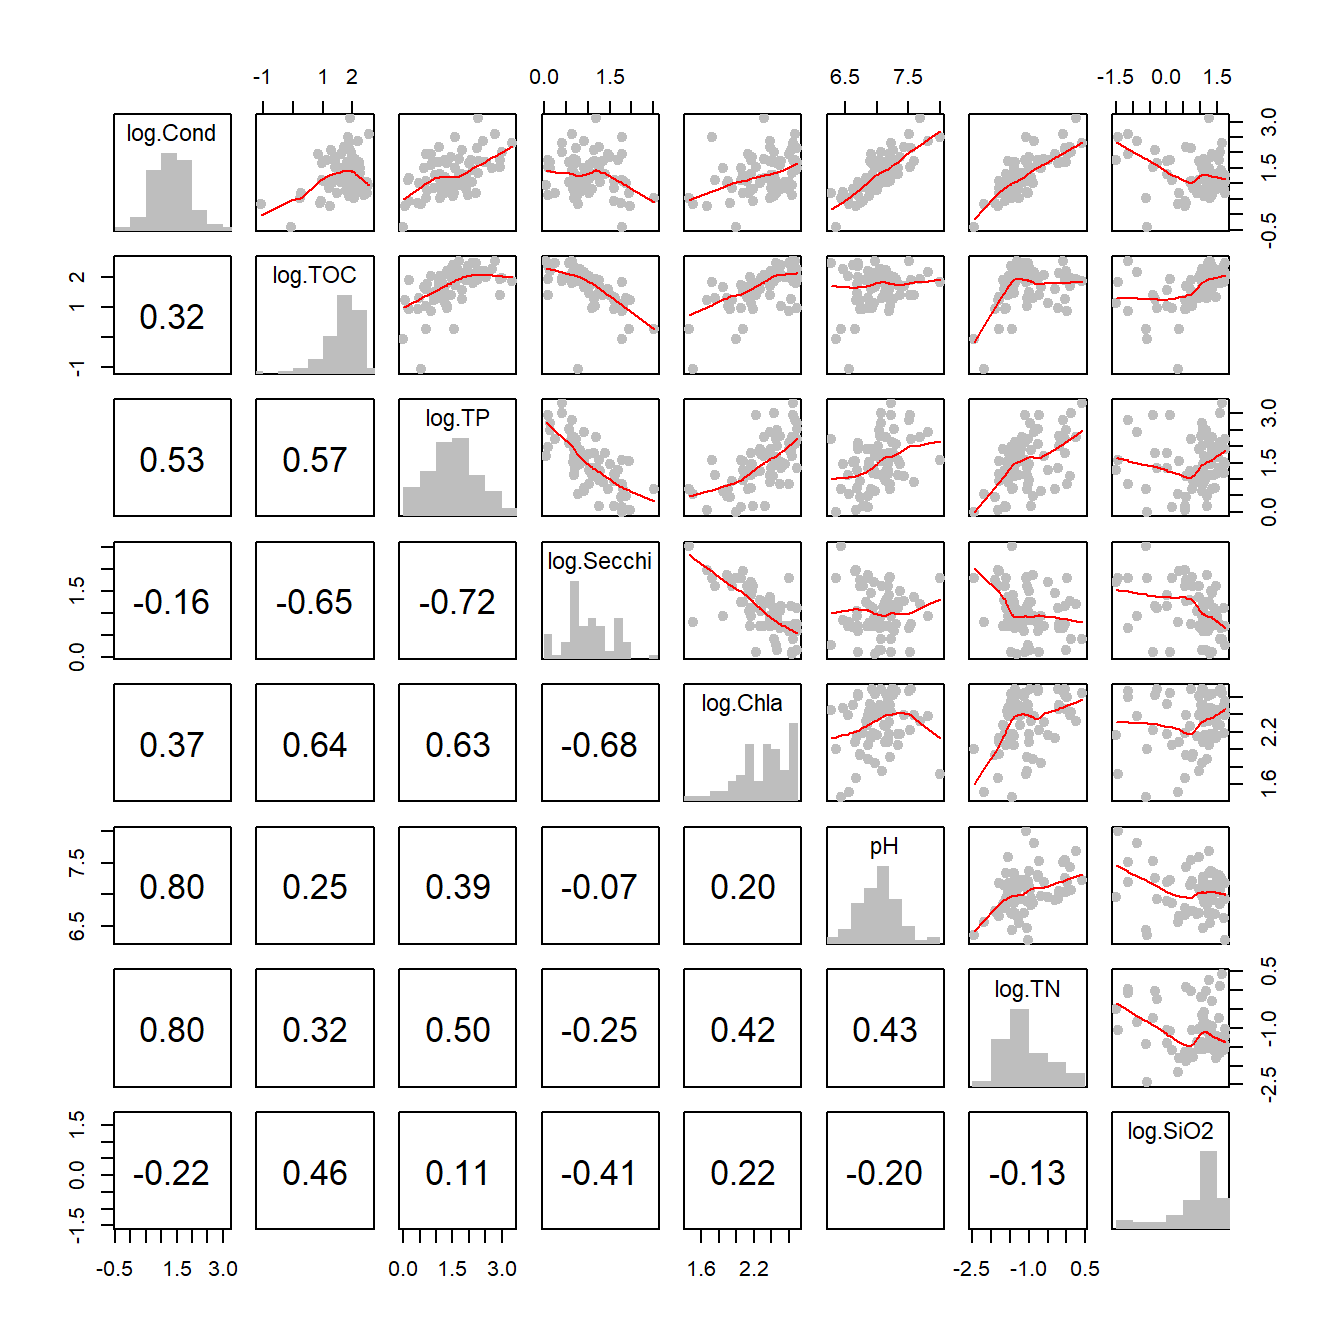 -1 1 2 0.0 1.5 6.5 7.5 -1.5 0.0 1.5
log.Cond -0.5 1.5 3.0
-1 1 2 0.32 log.TOC
0.53 0.57 log.TP 0.0 1.5 3.0
0.0 1.5 -0.16 -0.65 -0.72 log.Secchi
0.37 0.64 0.63 -0.68 log.Chla 1.6 2.2
6.5 7.5 0.80 0.25 0.39 -0.07 0.20 pH
0.80 0.32 0.50 -0.25 0.42 0.43 log.TN -2.5 -1.0 0.5
-1.5 0.0 1.5 -0.22 0.46 0.11 -0.41 0.22 -0.20 -0.13 log.SiO2
-0.5 1.5 3.0 0.0 1.5 3.0 1.6 2.2 -2.5 -1.0 0.5